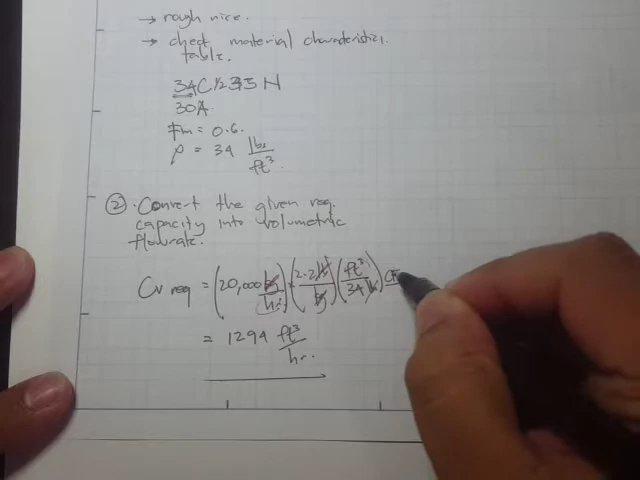 → rough rice.
→ check material characteristics
table.
30A
Fm = 0.6.
ρ = 34 lbs/ft³.
② . Convert the given req.
capacity into volumetric
flowrate.
Cv req = (20,000 kg/hr.) (2.2 lb/kg) (ft³/34 lb)
= 1294 ft³/hr.